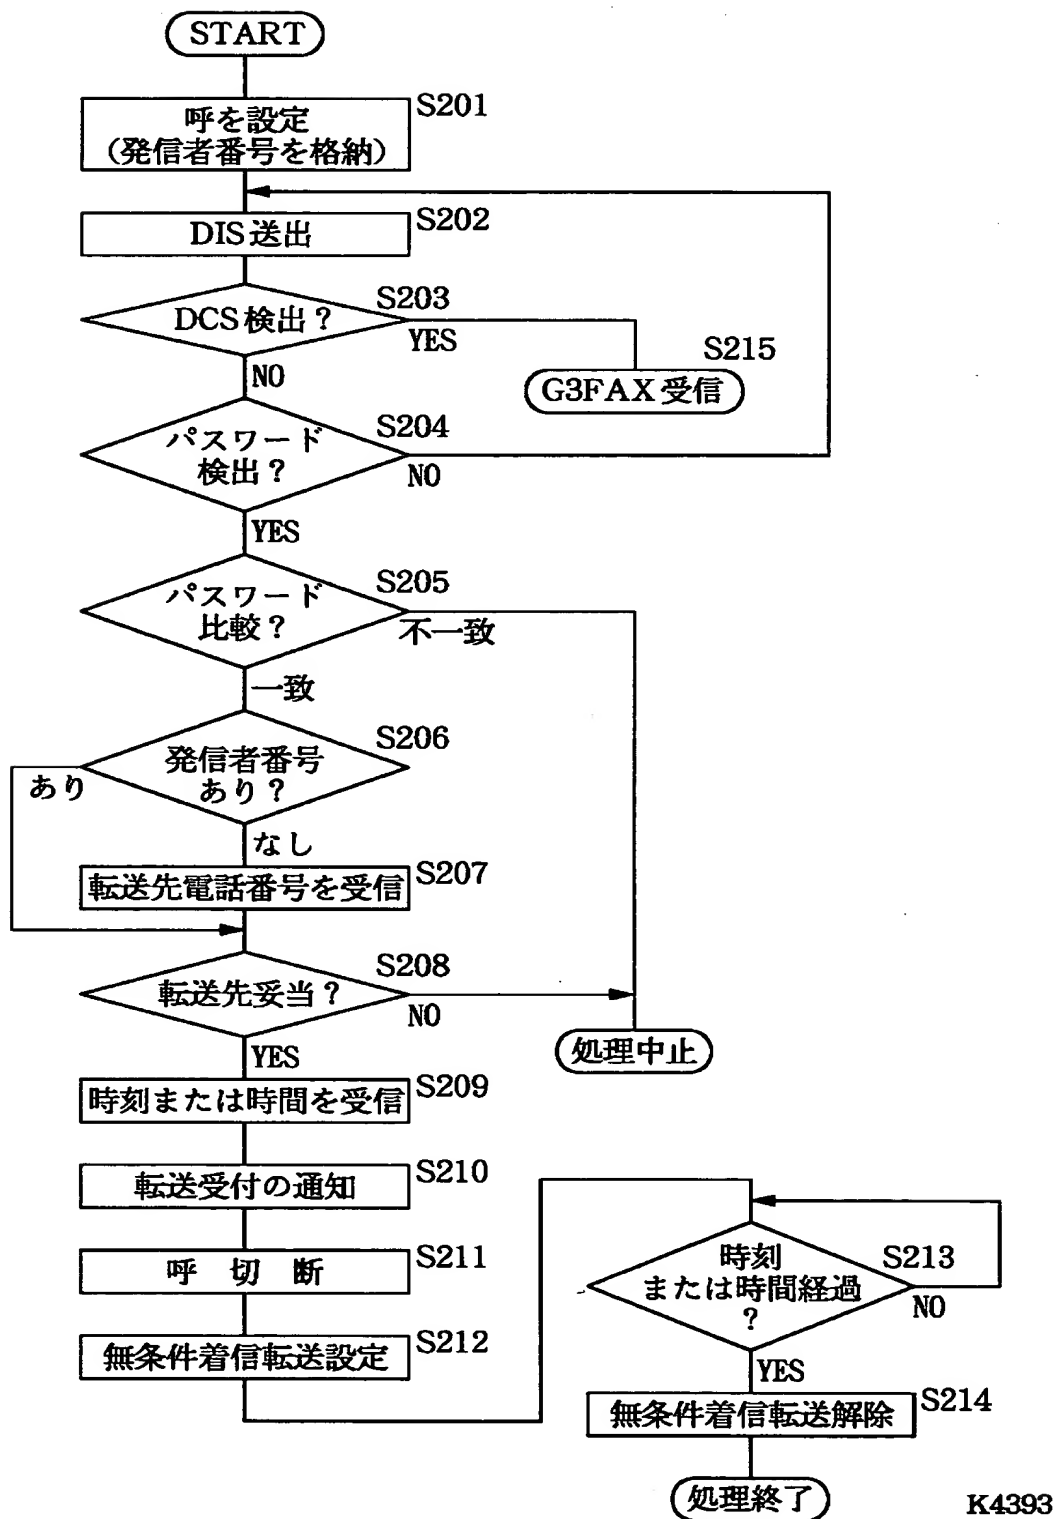 START
呼を設定
(発信者番号を格納)
S201
DIS送出
S202
DCS検出?
S203
YES
NO
S215
G3FAX受信
パスワード
検出?
S204
NO
YES
パスワード
比較?
S205
不一致
一致
発信者番号
あり?
S206
あり
なし
転送先電話番号を受信
S207
転送先妥当?
S208
NO
YES
処理中止
時刻または時間を受信
S209
転送受付の通知
S210
呼 切 断
S211
無条件着信転送設定
S212
時刻
または時間経過
?
S213
NO
YES
無条件着信転送解除
S214
処理終了
K4393